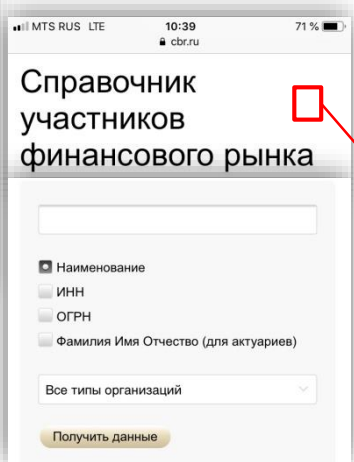 MTS RUS LTE 10:39 71 %
cbr.ru
Справочник
участников
финансового рынка
Наименование
ИНН
ОГРН
Фамилия Имя Отчество (для актуариев)
Все типы организаций
Получить данные